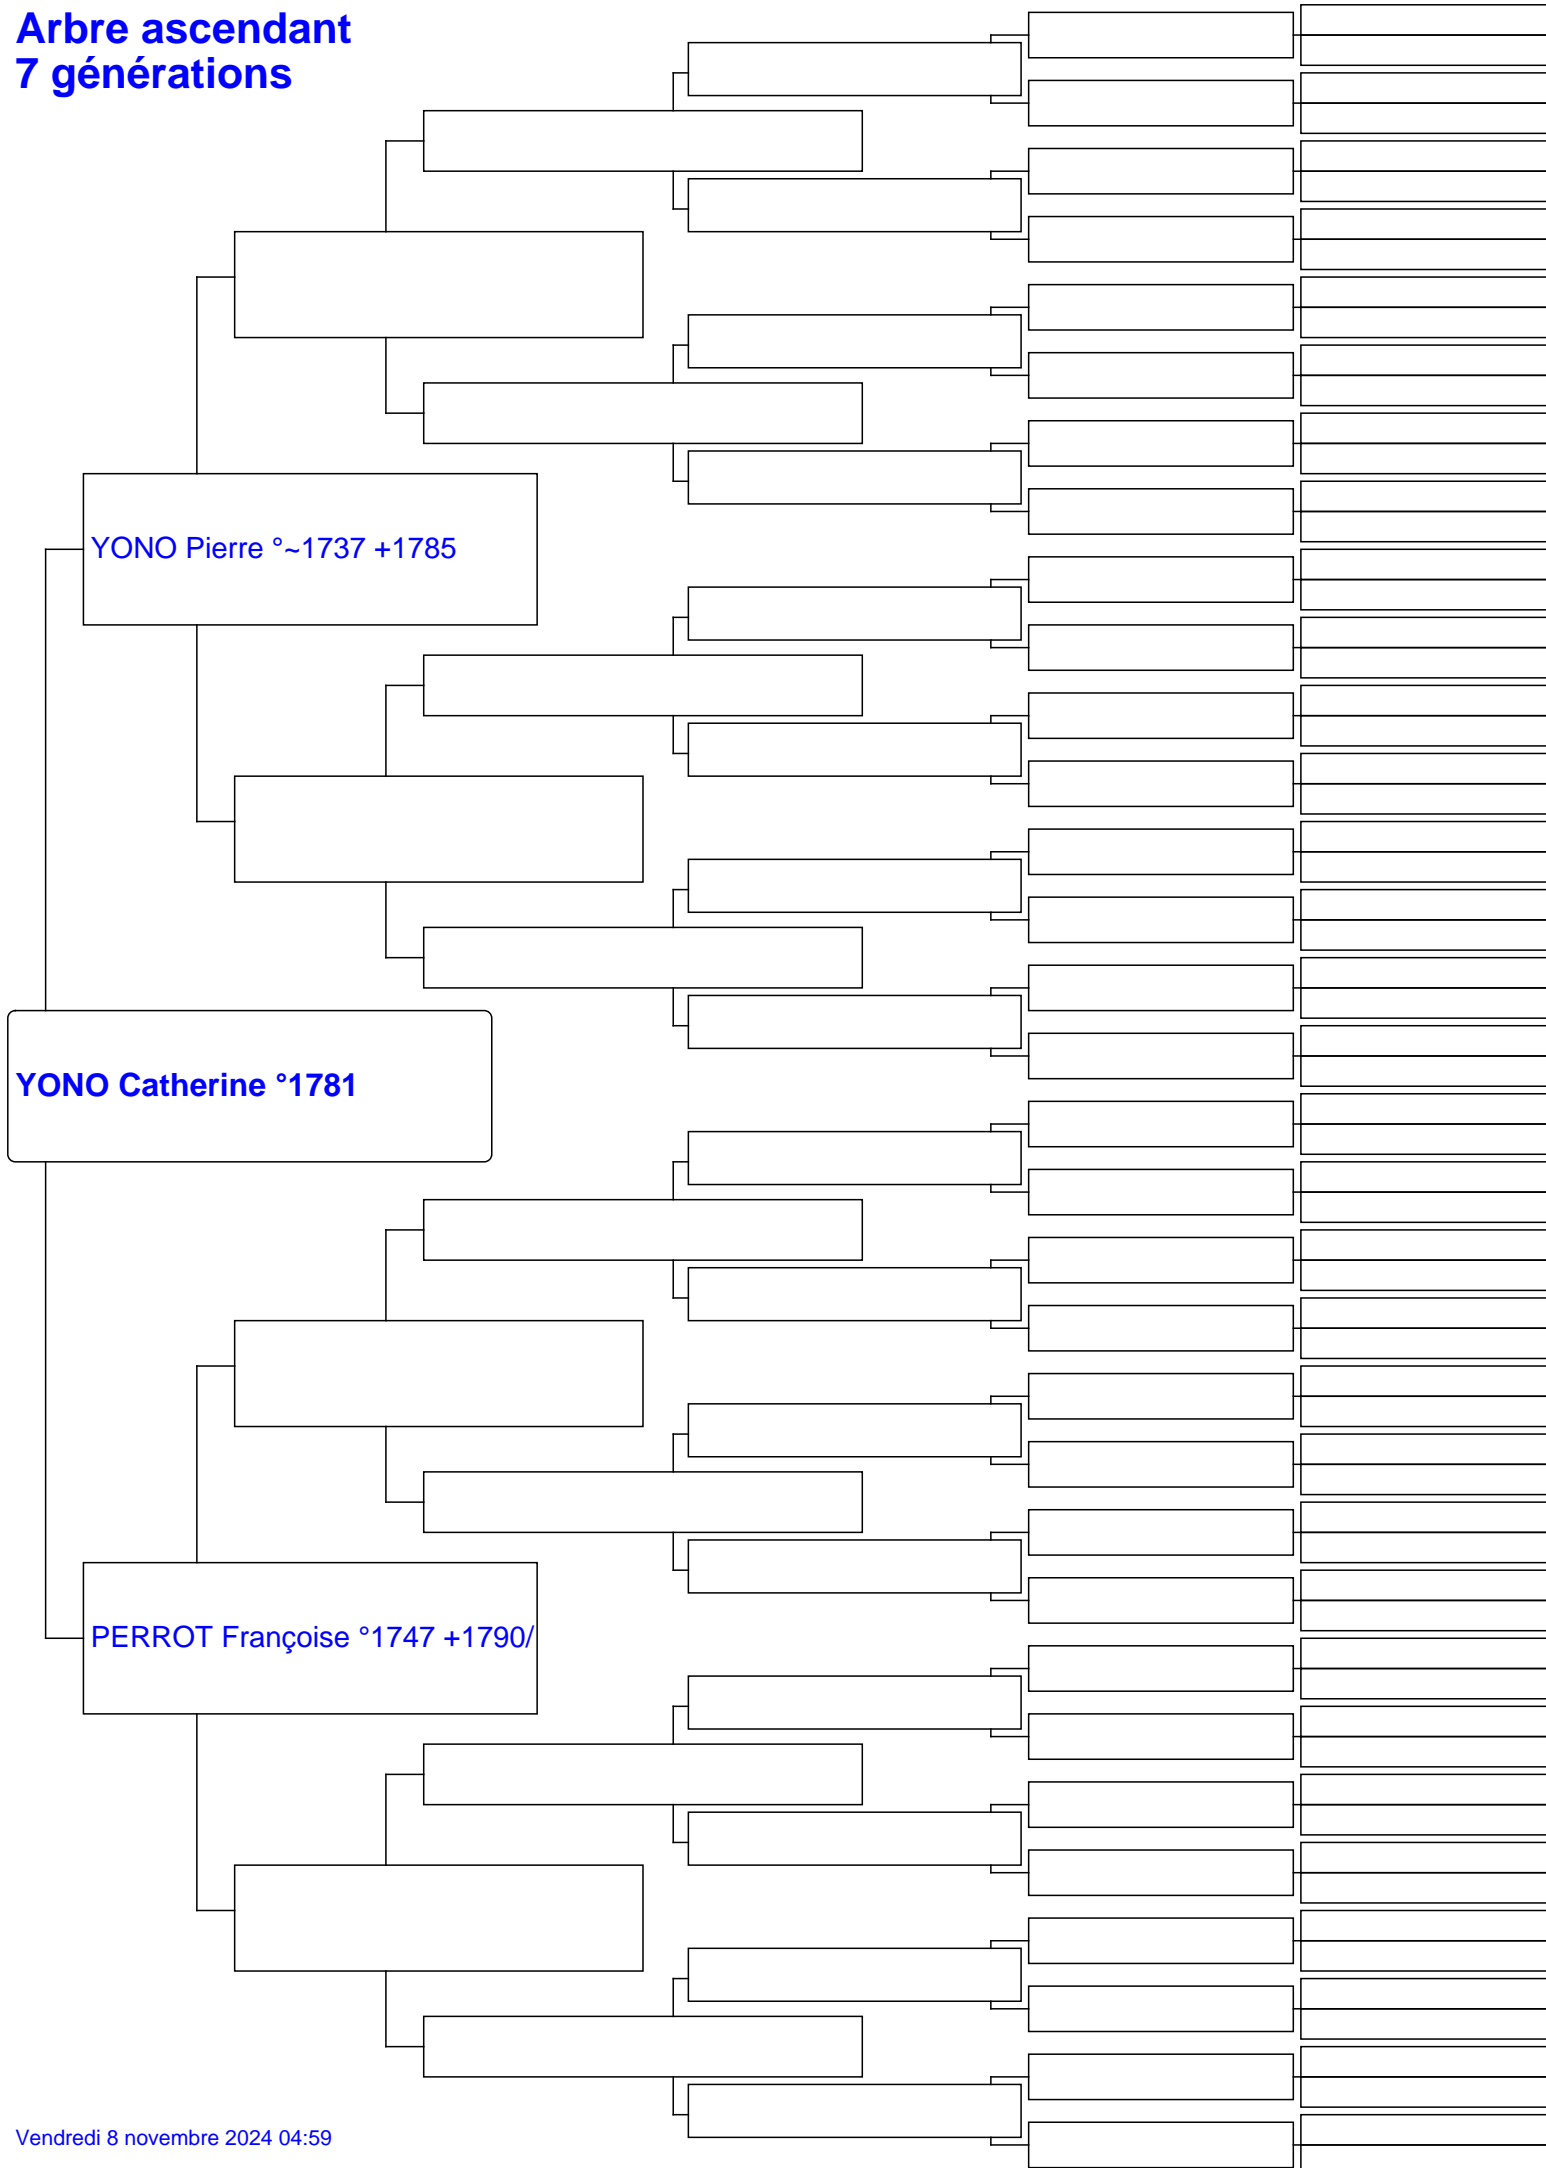 Arbre ascendant
7 générations
YONO Pierre °~1737 +1785
YONO Catherine °1781
PERROT Françoise °1747 +1790/
Vendredi 8 novembre 2024 04:59